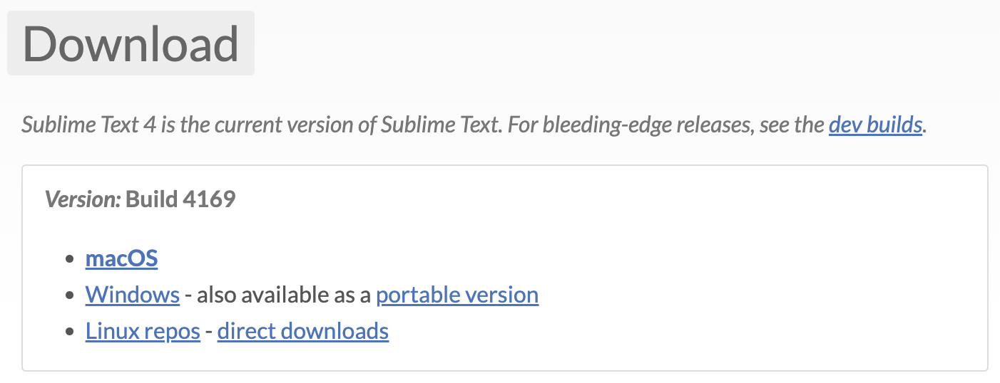 Download
Sublime Text 4 is the current version of Sublime Text. For bleeding-edge releases, see the dev builds.
Version: Build 4169
macOS
Windows - also available as a portable version
Linux repos - direct downloads